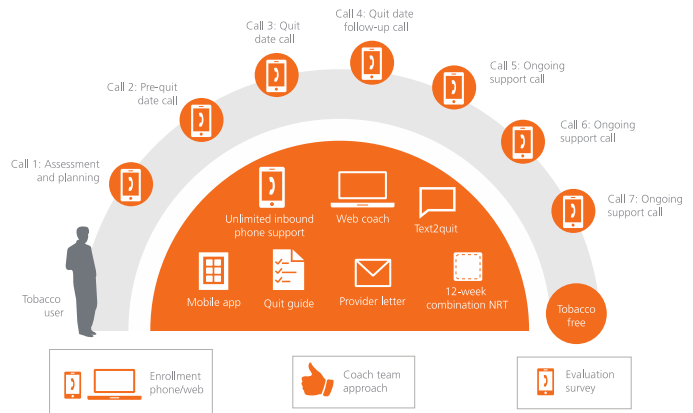 Call 4: Quit date
follow-up call
Call 3: Quit
date call
Call 5: Ongoing
support call
Call 2: Pre-quit
date call
Call 6: Ongoing
support call
Call 1: Assessment
and planning
Call 7: Ongoing
support call
Unlimited inbound
phone support
Web coach
Text2quit
Mobile app
Quit guide
Provider letter
12-week
combination NRT
Tobacco
user
Tobacco
free
Enrollment
phone/web
Coach team
approach
Evaluation
survey